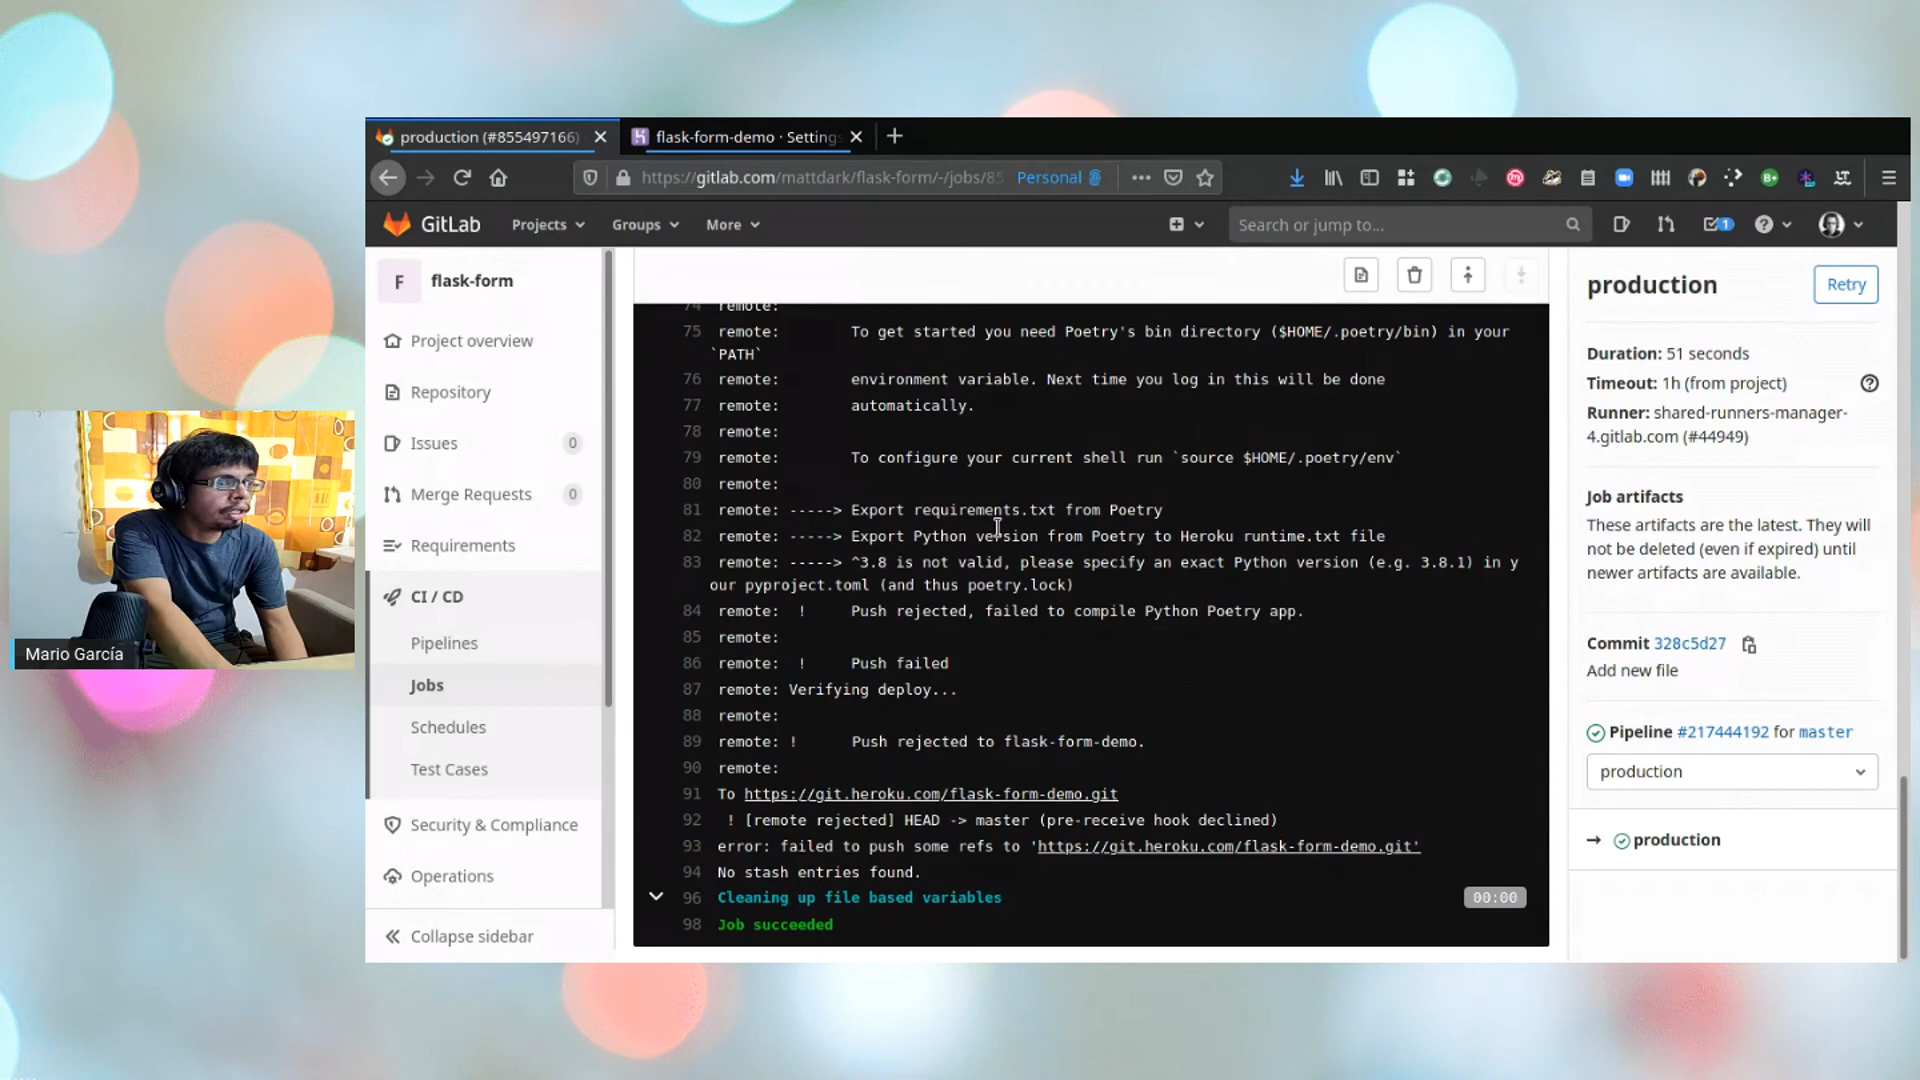 production (#855497166)
flask-form-demo · Settings
https://gitlab.com/mattdark/flask-form/-/jobs/85
Personal
GitLab
Projects
Groups
More
Search or jump to...
1
F
flask-form
Project overview
Repository
Issues
0
Merge Requests
0
Requirements
CI / CD
Pipelines
Jobs
Schedules
Test Cases
Security & Compliance
Operations
Collapse sidebar
74 remote:
75 remote: To get started you need Poetry's bin directory ($HOME/.poetry/bin) in your
`PATH`
76 remote: environment variable. Next time you log in this will be done
77 remote: automatically.
78 remote:
79 remote: To configure your current shell run `source $HOME/.poetry/env`
80 remote:
81 remote: -----> Export requirements.txt from Poetry
82 remote: -----> Export Python version from Poetry to Heroku runtime.txt file
83 remote: -----> ^3.8 is not valid, please specify an exact Python version (e.g. 3.8.1) in y
our pyproject.toml (and thus poetry.lock)
84 remote: ! Push rejected, failed to compile Python Poetry app.
85 remote:
86 remote: ! Push failed
87 remote: Verifying deploy...
88 remote:
89 remote: ! Push rejected to flask-form-demo.
90 remote:
91 To https://git.heroku.com/flask-form-demo.git
92 ! [remote rejected] HEAD -> master (pre-receive hook declined)
93 error: failed to push some refs to 'https://git.heroku.com/flask-form-demo.git'
94 No stash entries found.
96 Cleaning up file based variables
00:00
98 Job succeeded
production
Retry
Duration: 51 seconds
Timeout: 1h (from project)
Runner: shared-runners-manager-
4.gitlab.com (#44949)
Job artifacts
These artifacts are the latest. They will
not be deleted (even if expired) until
newer artifacts are available.
Commit 328c5d27
Add new file
Pipeline #217444192 for master
production
→ production
Mario García